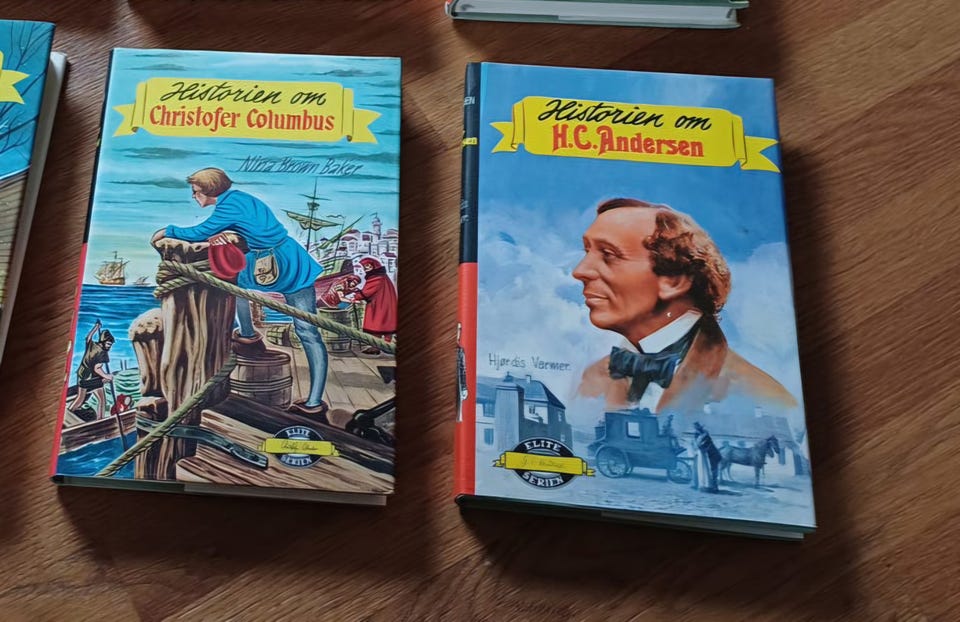 Historien om
Christofer Columbus
Nina Brown Baker
ELITE
SERIEN
Historien om
H.C. Andersen
Hjørdis Varmer
ELITE
SERIEN